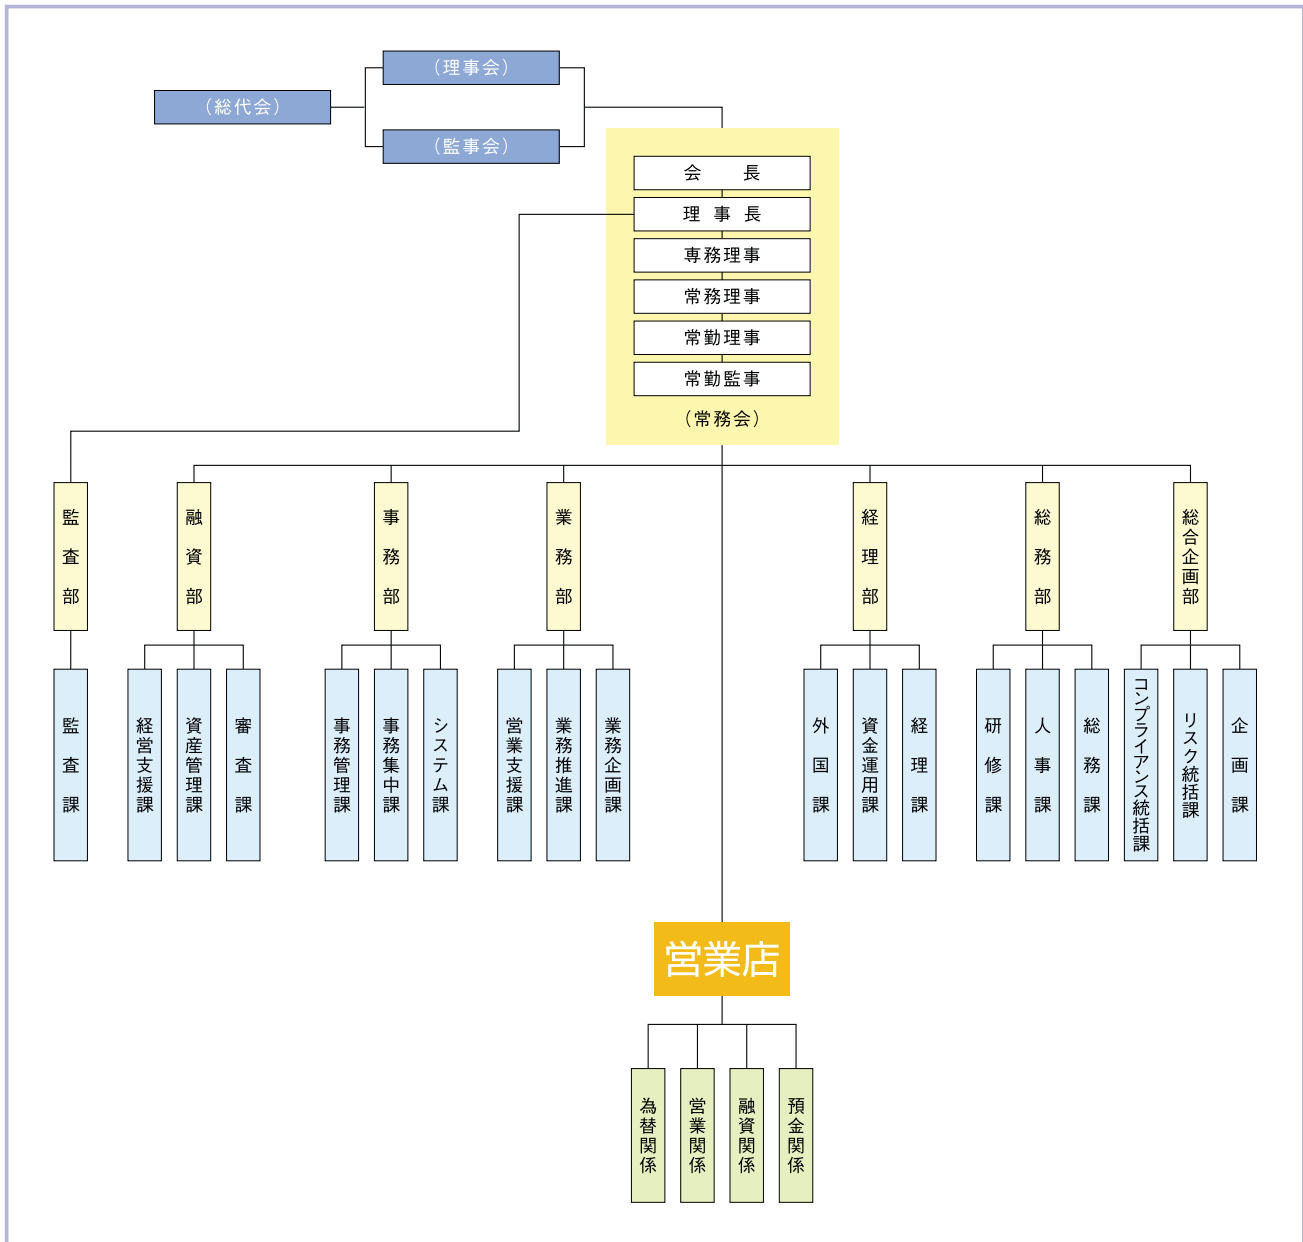 （理事会）
（総代会）
（監事会）
会　　長
理 事 長
専務理事
常務理事
常勤理事
常勤監事
（常務会）
監査部
融資部
事務部
業務部
経理部
総務部
総合企画部
監査課
経営支援課
資産管理課
審査課
事務管理課
事務集中課
システム課
営業支援課
業務推進課
業務企画課
外国課
資金運用課
経理課
研修課
人事課
総務課
コンプライアンス統括課
リスク統括課
企画課
営業店
為替関係
営業関係
融資関係
預金関係